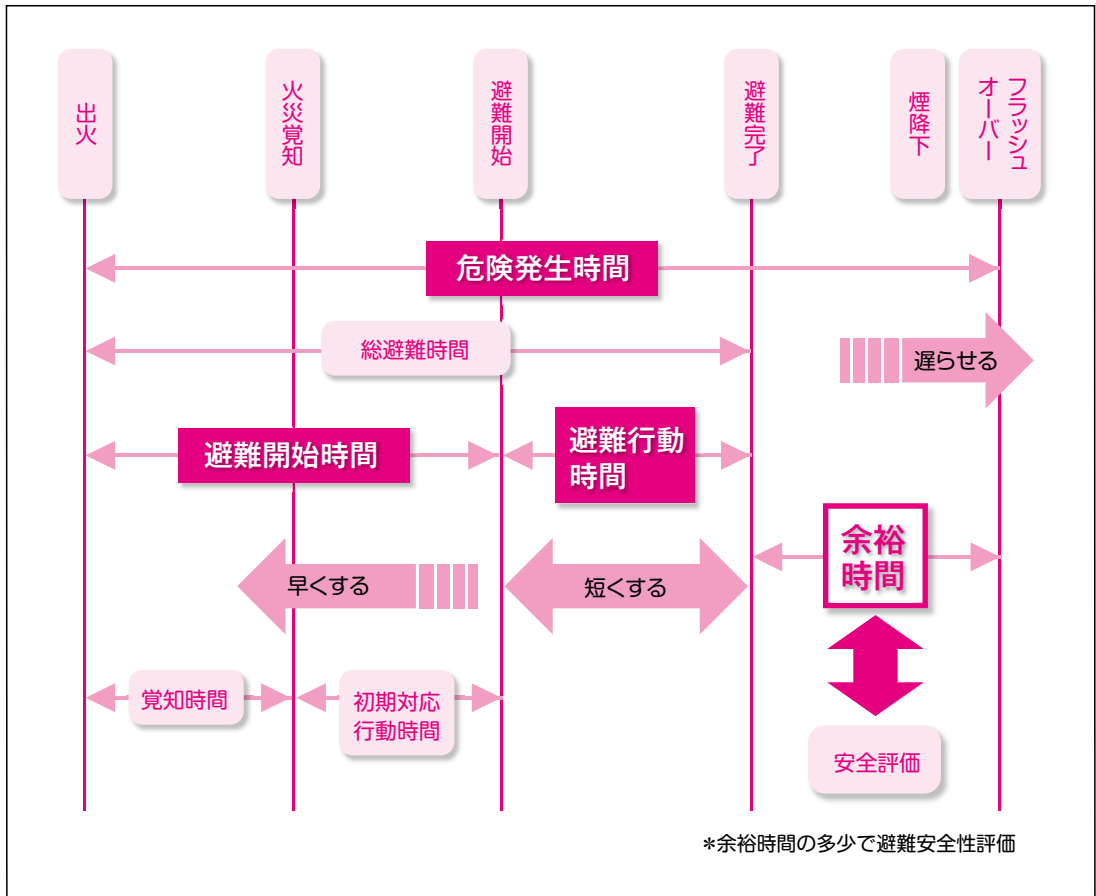 出火
火災覚知
避難開始
避難完了
煙降下
フラッシュ
オーバー
危険発生時間
総避難時間
遅らせる
避難開始時間
避難行動
時間
余裕
時間
早くする
短くする
覚知時間
初期対応
行動時間
安全評価
*余裕時間の多少で避難安全性評価